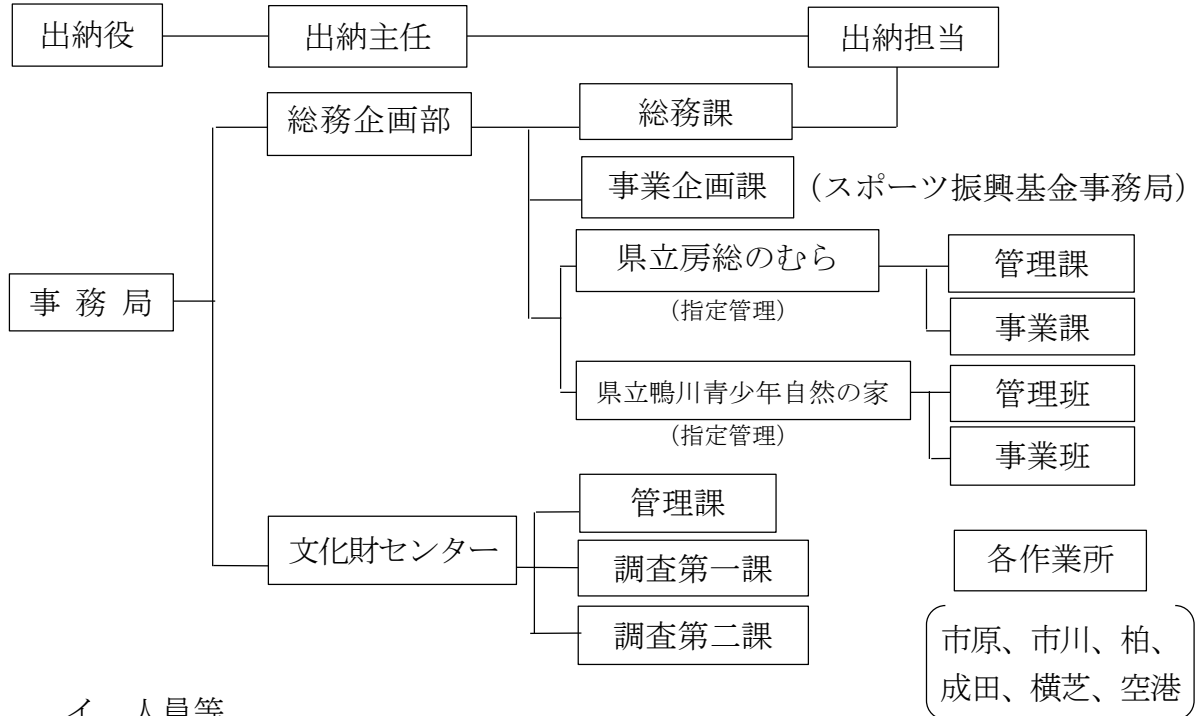 出納役
出納主任
出納担当
総務企画部
総務課
事業企画課
(スポーツ振興基金事務局)
県立房総のむら
(指定管理)
管理課
事業課
事 務 局
県立鴨川青少年自然の家
(指定管理)
管理班
事業班
文化財センター
管理課
調査第一課
調査第二課
各作業所
市原、市川、柏、
成田、横芝、空港
イ 人員等